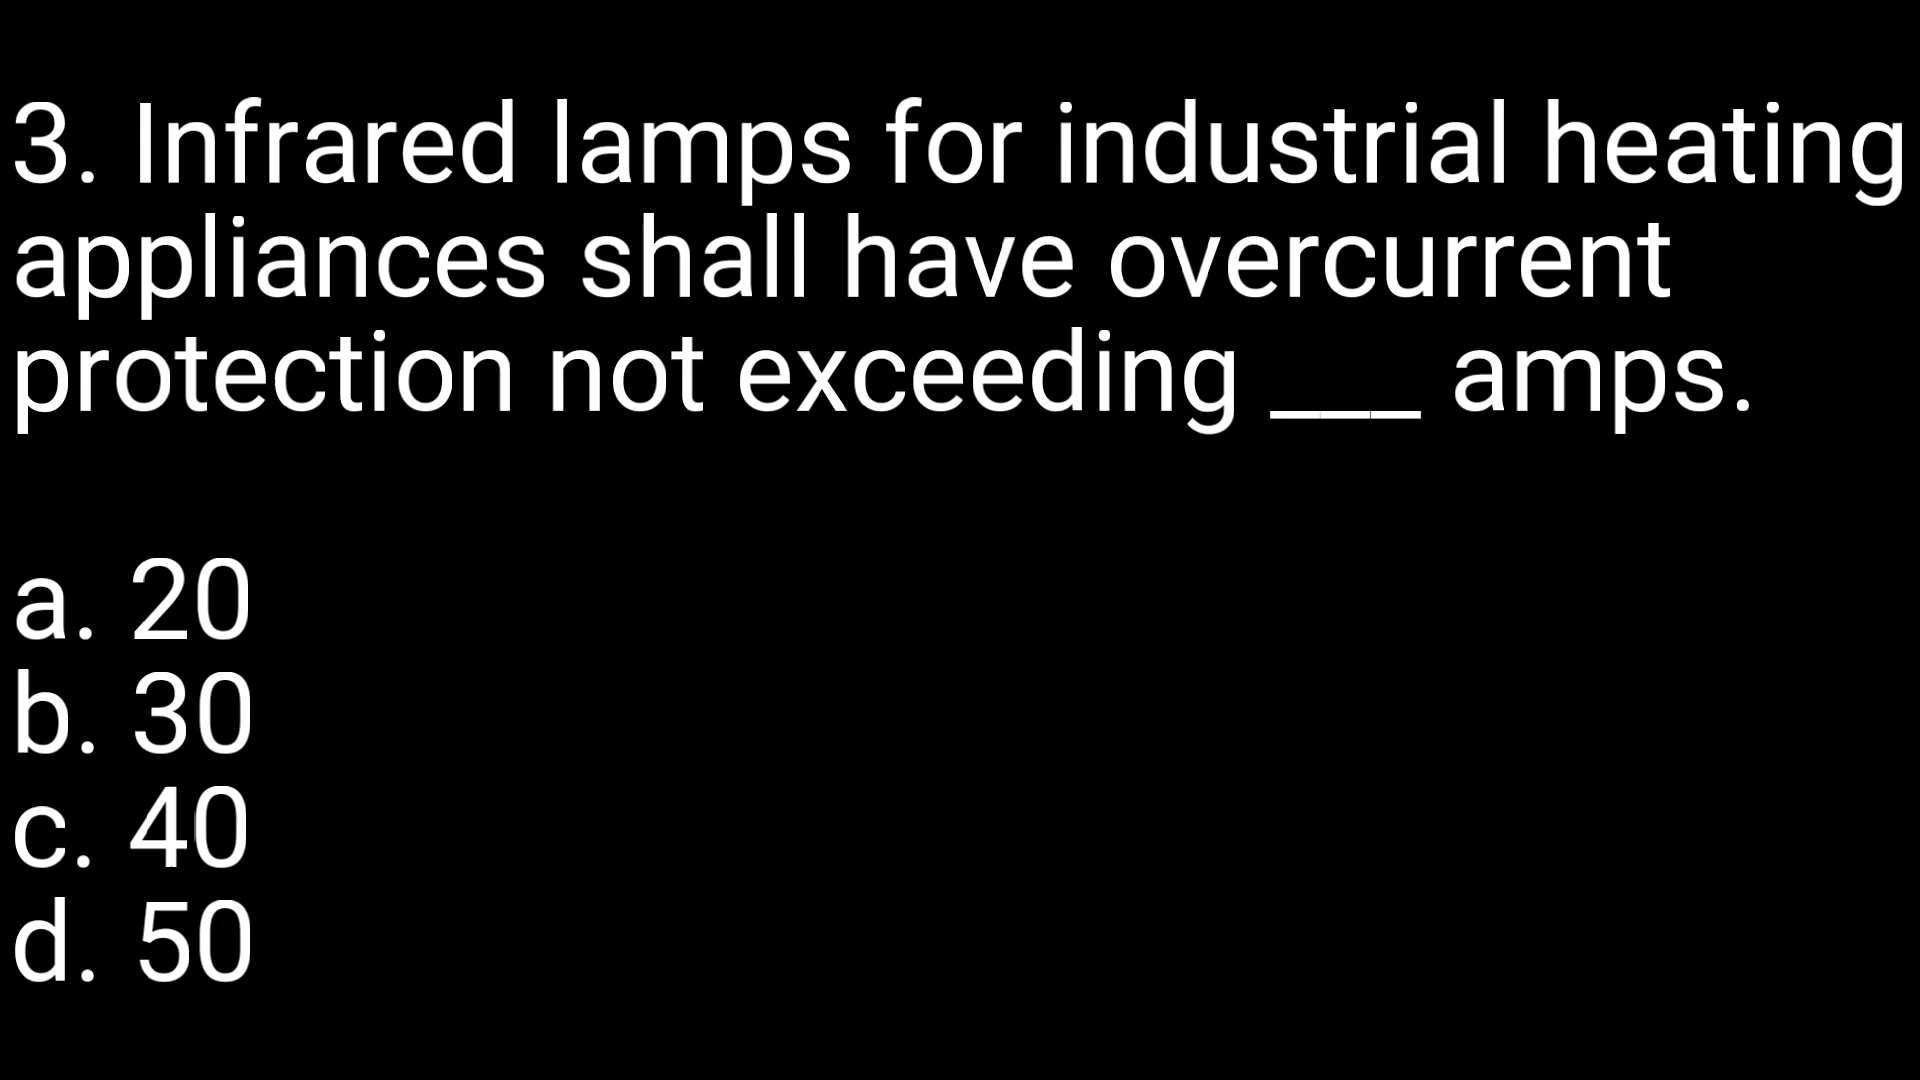 3. Infrared lamps for industrial heating
appliances shall have overcurrent
protection not exceeding ___ amps.
a. 20
b. 30
c. 40
d. 50